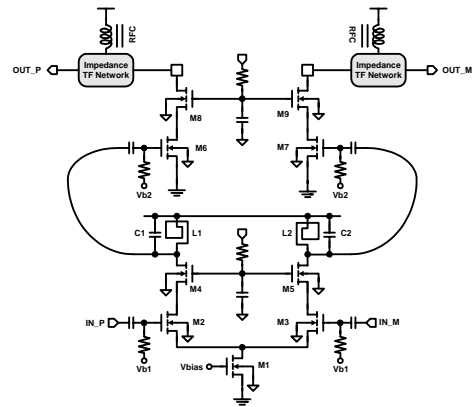 RFC
RFC
Impedance
TF Network
Impedance
TF Network
OUT_P
OUT_M
M8
M9
M6
M7
Vb2
Vb2
C1
L1
L2
C2
M4
M5
IN_P
M2
M3
IN_M
Vb1
Vb1
Vbias
M1